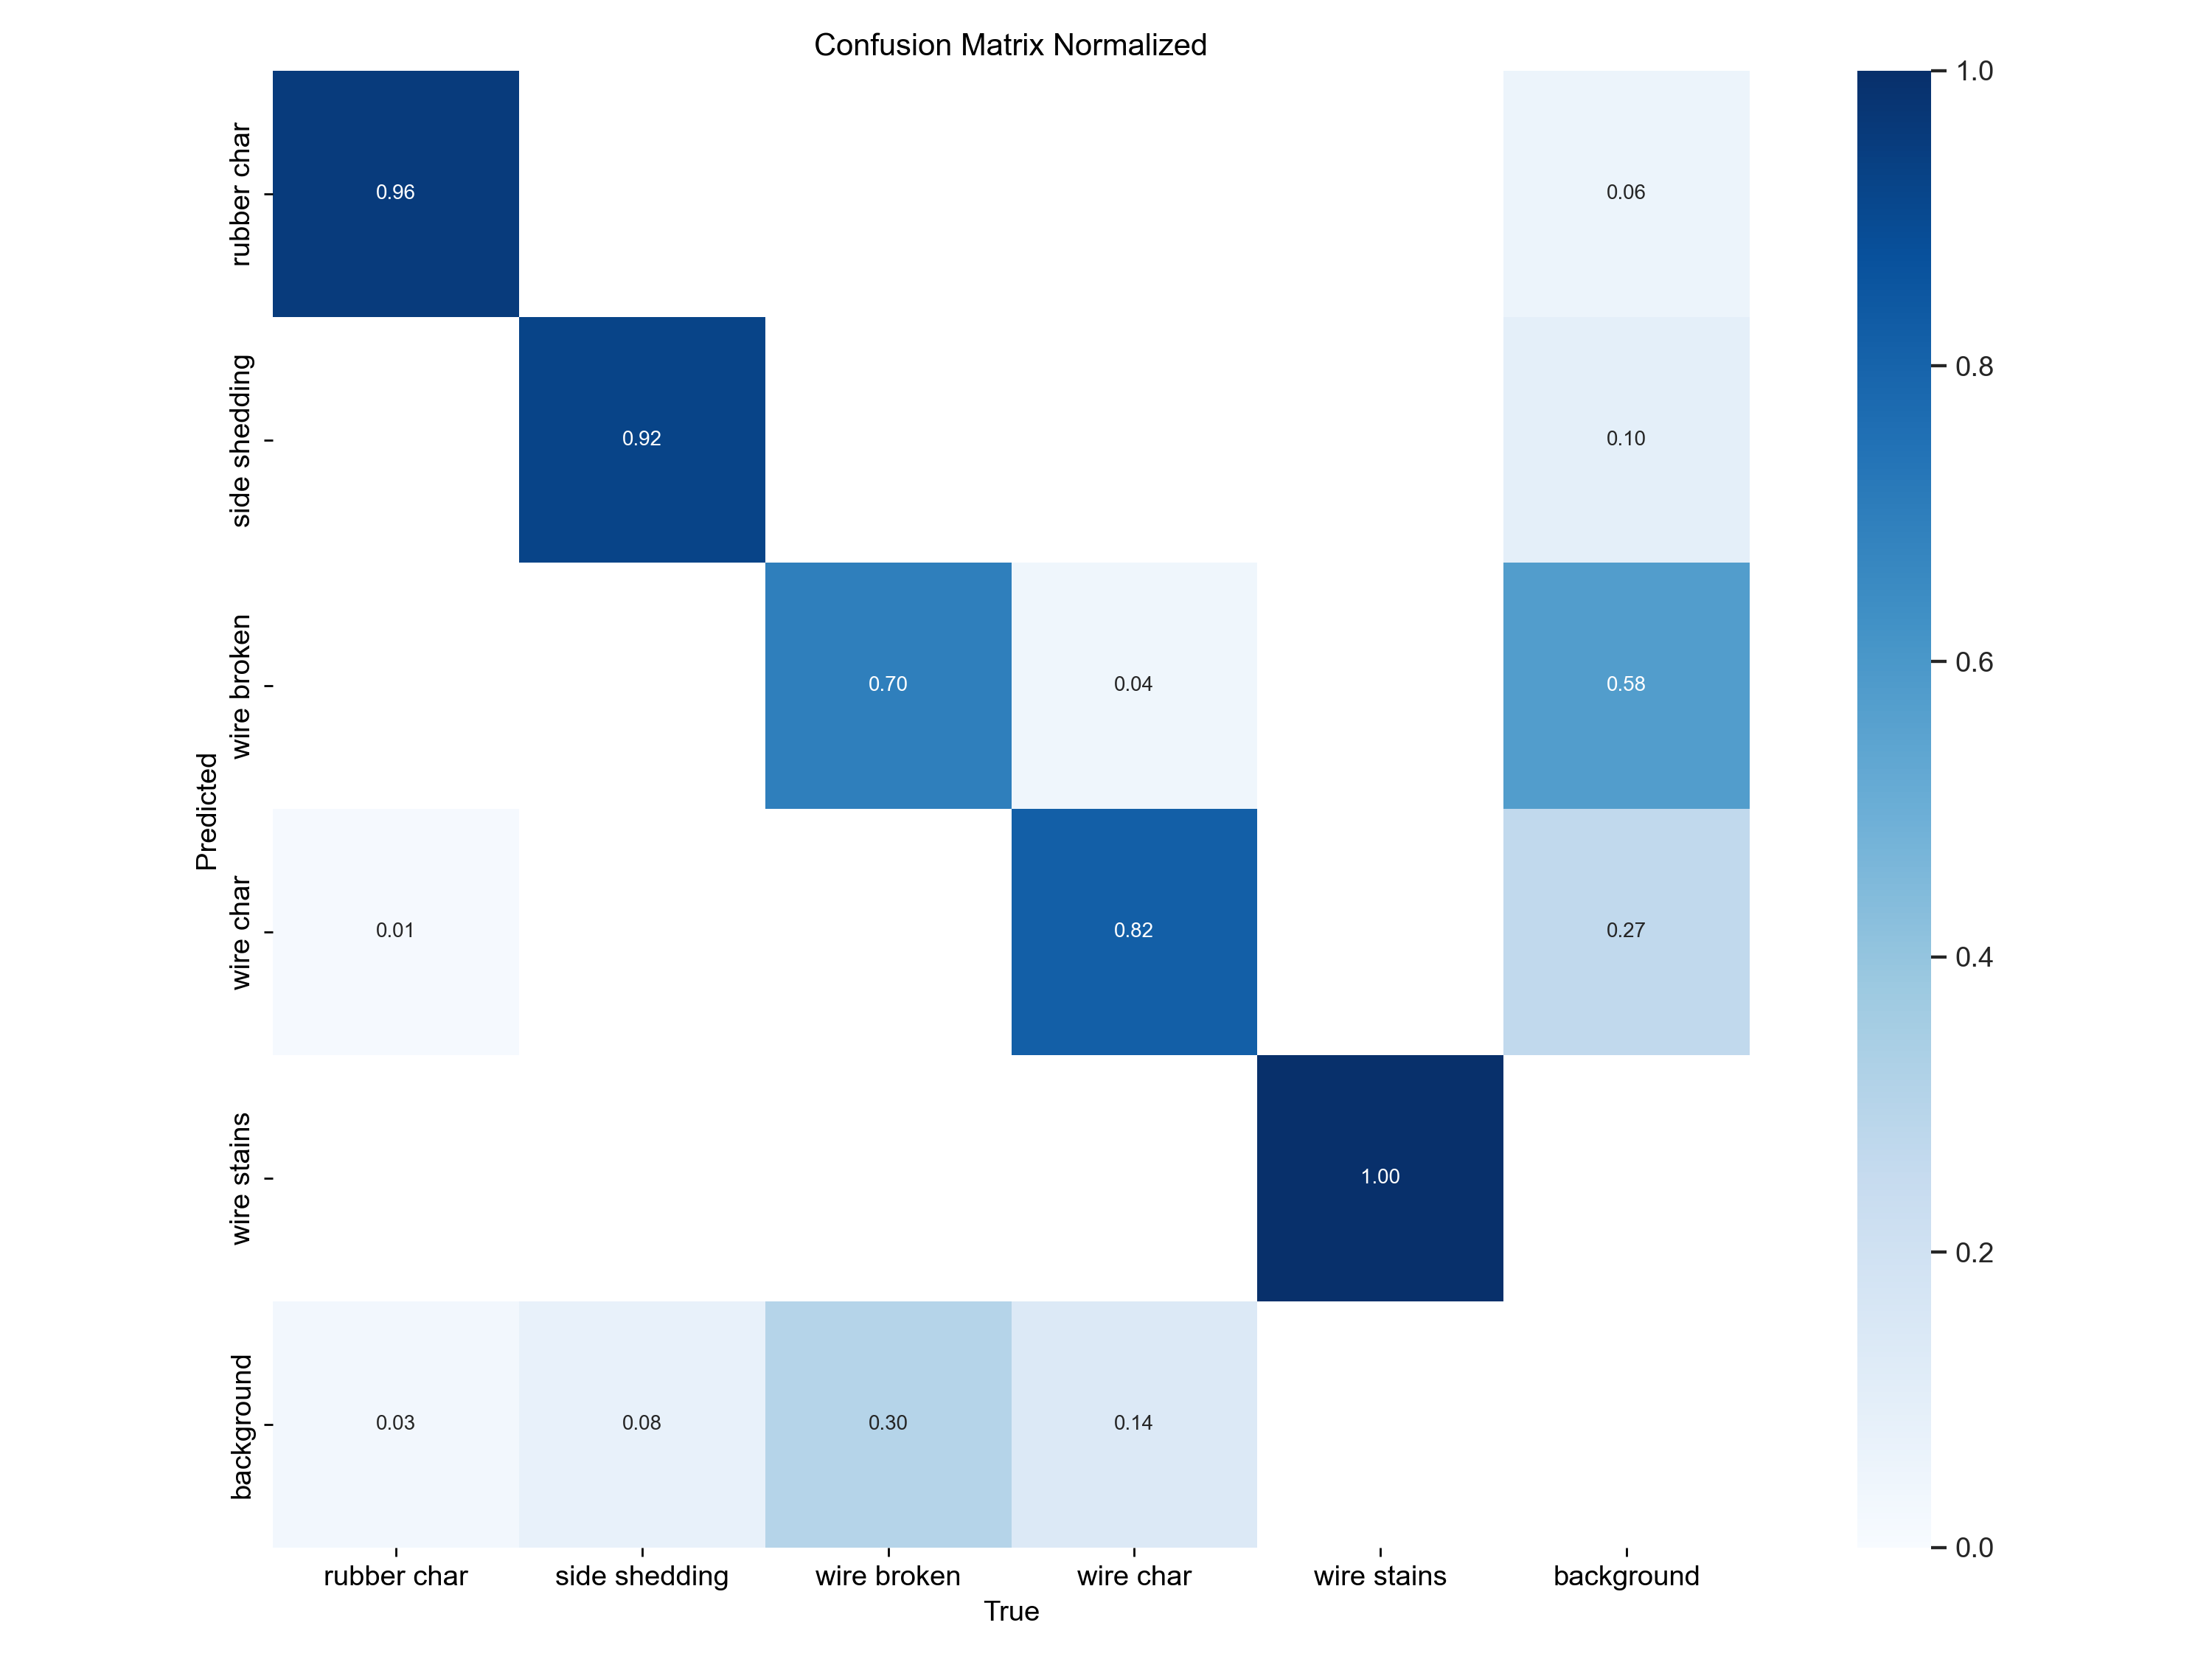 Confusion Matrix Normalized
rubber char
0.96
0.06
side shedding
0.92
0.10
wire broken
0.70
0.04
0.58
wire char
0.01
0.82
0.27
wire stains
1.00
background
0.03
0.08
0.30
0.14
Predicted
rubber char
side shedding
wire broken
wire char
wire stains
background
True
1.0
0.8
0.6
0.4
0.2
0.0